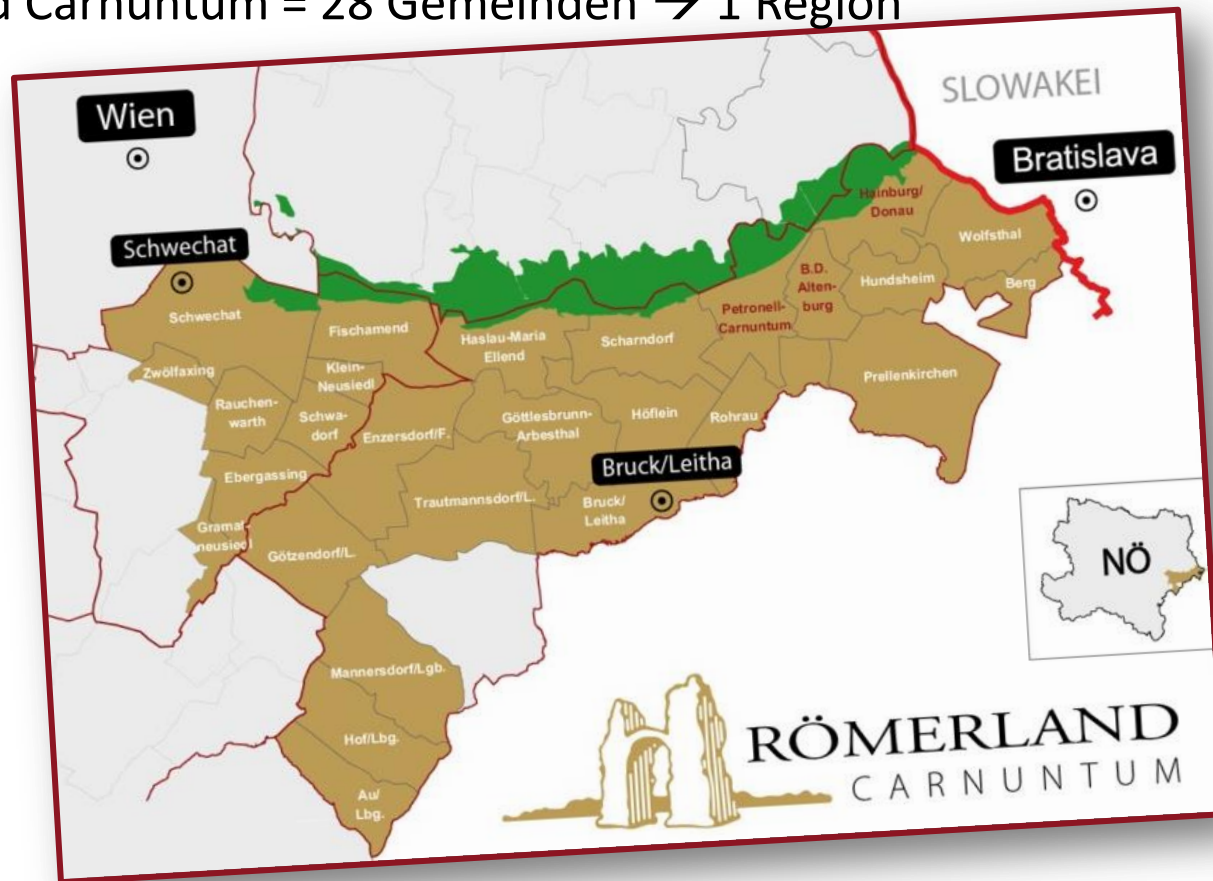 d Carnuntum = 28 Gemeinden → 1 Region
SLOWAKEI
Wien
Bratislava
Hainburg/
Donau
Schwechat
Wolfsthal
B.D.
Alten-
burg
Hundsheim
Berg
Schwechat
Fischamend
Petronell-
Carnuntum
Haslau-Maria
Ellend
Scharndorf
Zwölfaxing
Klein-
Neusiedl
Prellenkirchen
Rauchen-
warth
Schwa-
dorf
Enzersdorf/F.
Göttlesbrunn-
Arbesthal
Höflein
Rohrau
Ebergassing
Bruck/Leitha
Trautmannsdorf/L.
Bruck/
Leitha
Gramat-
neusiedl
Götzendorf/L.
NÖ
Mannersdorf/Lgb.
Hof/Lbg.
Au/
Lbg.
RÖMERLAND
CARNUNTUM